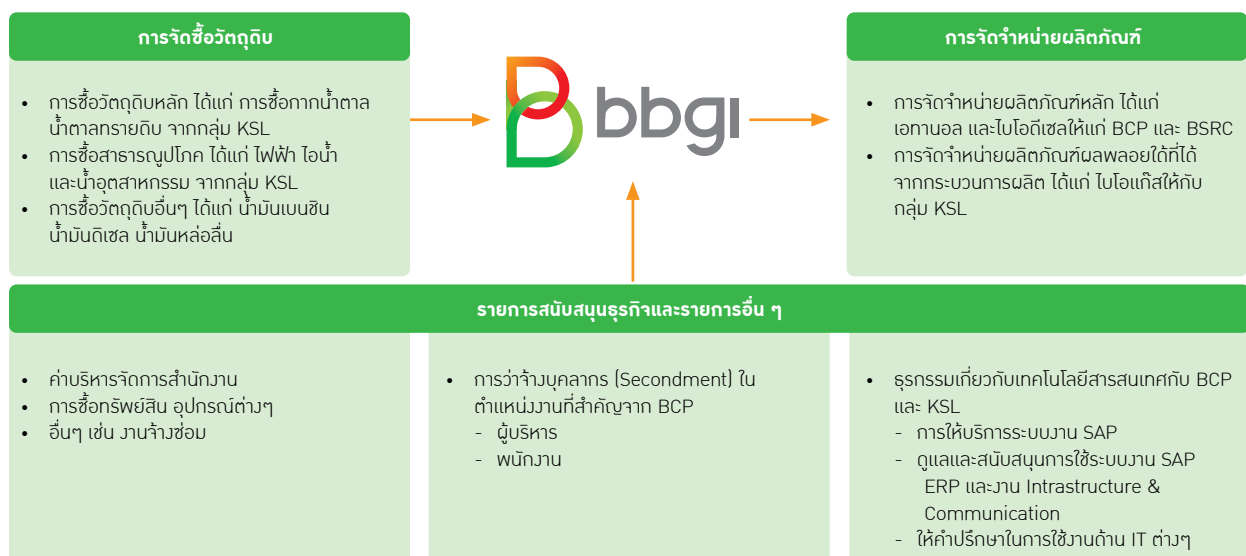 การจัดซื้อวัตถุดิบ
• การซื้อวัตถุดิบหลัก ได้แก่ การซื้อกากน้ำตาล
น้ำตาลทรายดิบ จากกลุ่ม KSL
• การซื้อสาธารณูปโภค ได้แก่ ไฟฟ้า ไอน้ำ
และน้ำอุตสาหกรรม จากกลุ่ม KSL
• การซื้อวัตถุดิบอื่นๆ ได้แก่ น้ำมันเบนซิน
น้ำมันดีเซล น้ำมันหล่อลื่น
bbgi
การจัดจำหน่ายผลิตภัณฑ์
• การจัดจำหน่ายผลิตภัณฑ์หลัก ได้แก่
เอทานอล และไบโอดีเซลให้แก่ BCP และ BSRC
• การจัดจำหน่ายผลิตภัณฑ์ผลพลอยใด้ที่ได้
จากกระบวนการผลิต ได้แก่ ไบโอแก๊สให้กับ
กลุ่ม KSL
รายการสนับสนุนธุรกิจและรายการอื่น ๆ
• ค่าบริหารจัดการสำนักงาน
• การซื้อทรัพย์สิน อุปกรณ์ต่างๆ
• อื่นๆ เช่น งานจ้างซ่อม
• การว่าจ้างบุคลากร (Secondment) ใน
ตำแหน่งงานที่สำคัญจาก BCP
- ผู้บริหาร
- พนักงาน
• ธุรกรรมเกี่ยวกับเทคโนโลยีสารสนเทศกับ BCP
และ KSL
- การให้บริการระบบงาน SAP
- ดูแลและสนับสนุนการใช้ระบบงาน SAP
ERP และงาน Intrastructure &
Communication
- ให้คำปรึกษาในการใช้งานด้าน IT ต่างๆ